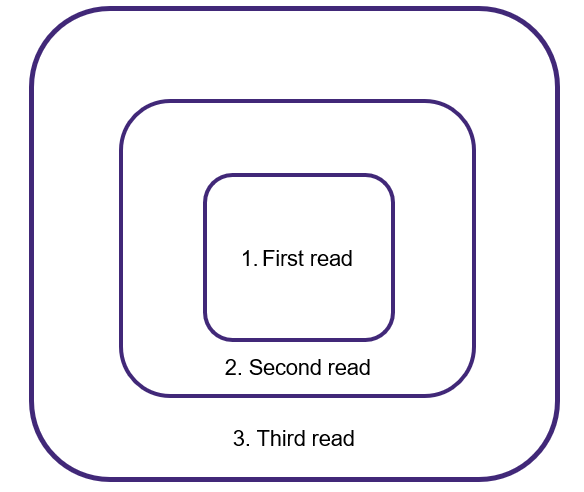 1. First read
2. Second read
3. Third read